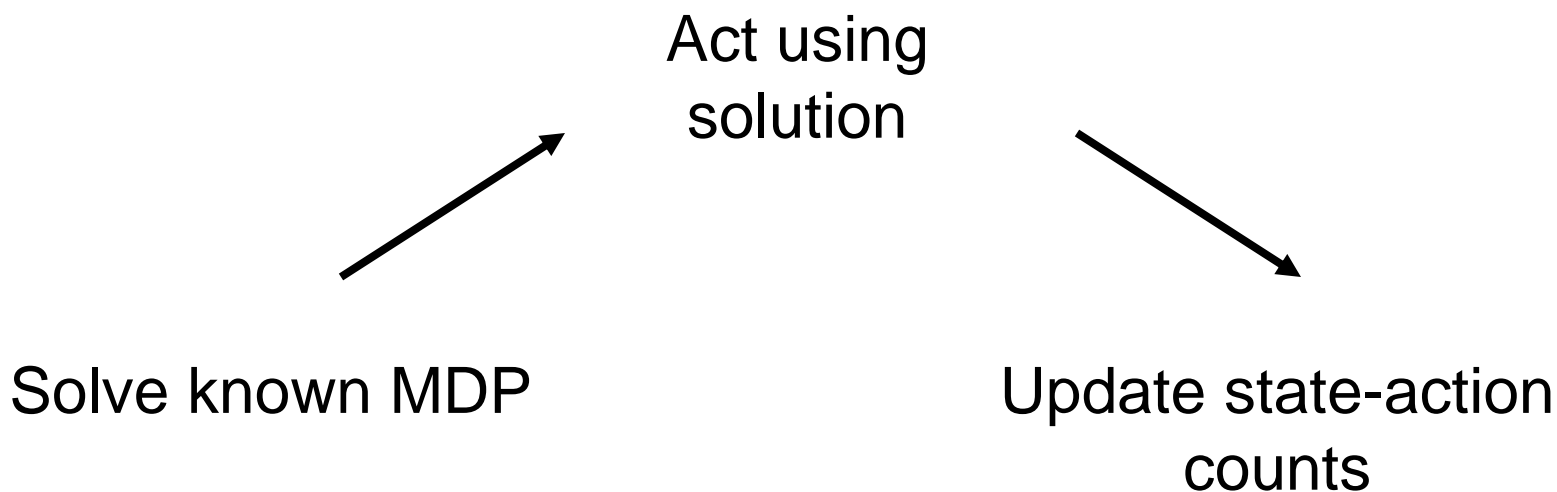 Act using
solution
Solve known MDP
Update state-action
counts